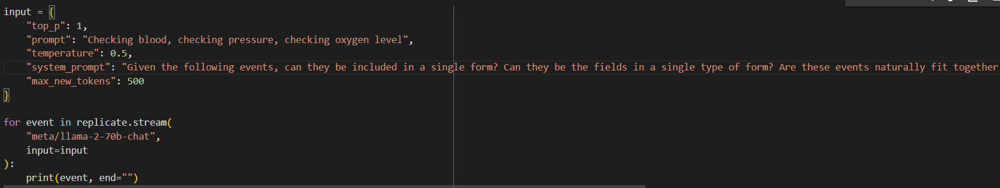 input = {
    "top_p": 1,
    "prompt": "Checking blood, checking pressure, checking oxygen level",
    "temperature": 0.5,
    "system_prompt": "Given the following events, can they be included in a single form? Can they be the fields in a single type of form? Are these events naturally fit together
    "max_new_tokens": 500
}
for event in replicate.stream(
    "meta/llama-2-70b-chat",
    input=input
):
    print(event, end="")